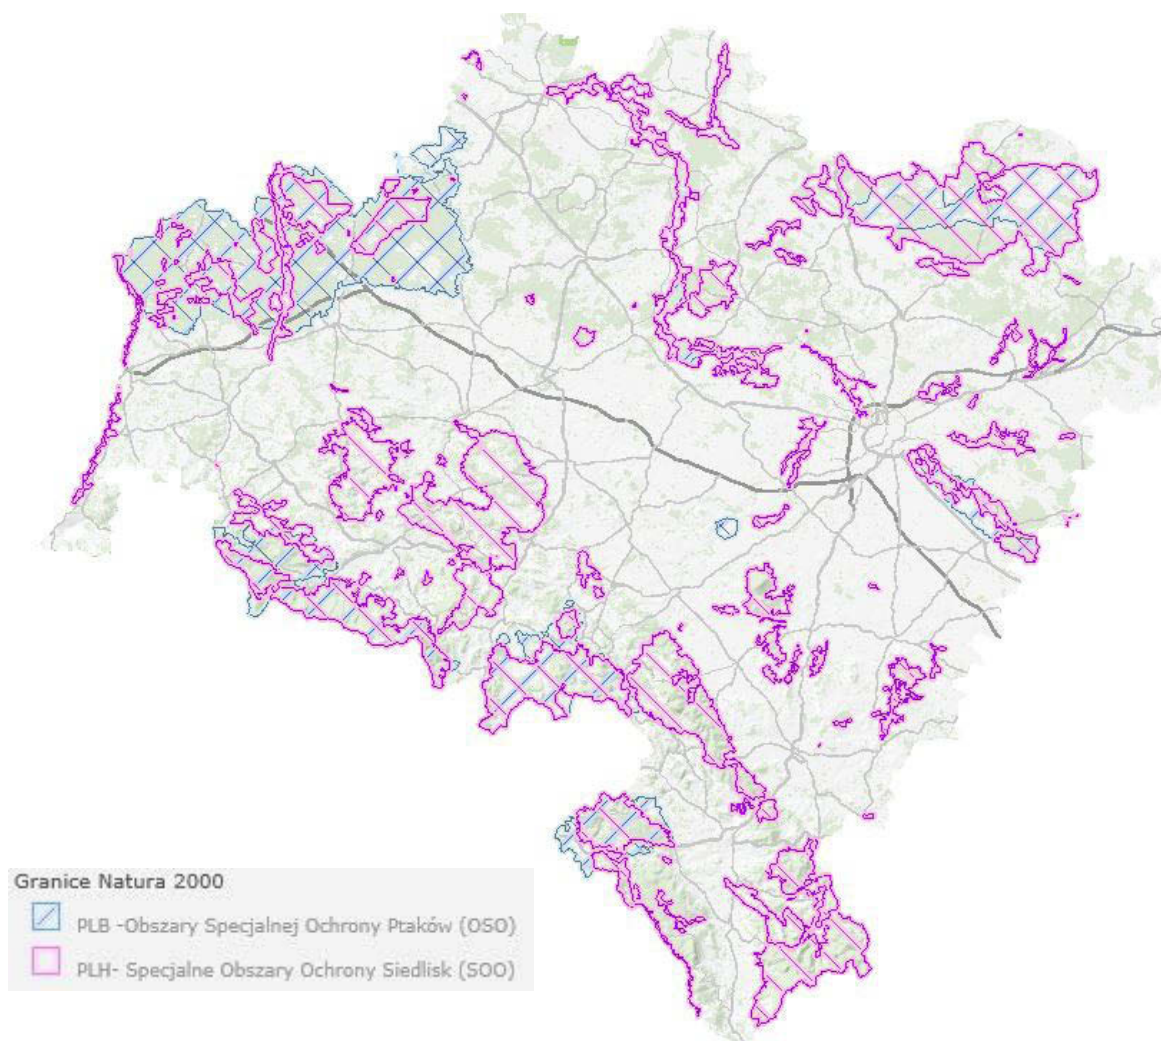 Granice Natura 2000
PLB -Obszary Specjalnej Ochrony Ptaków (OSO)
PLH- Specjalne Obszary Ochrony Siedlisk (SOO)